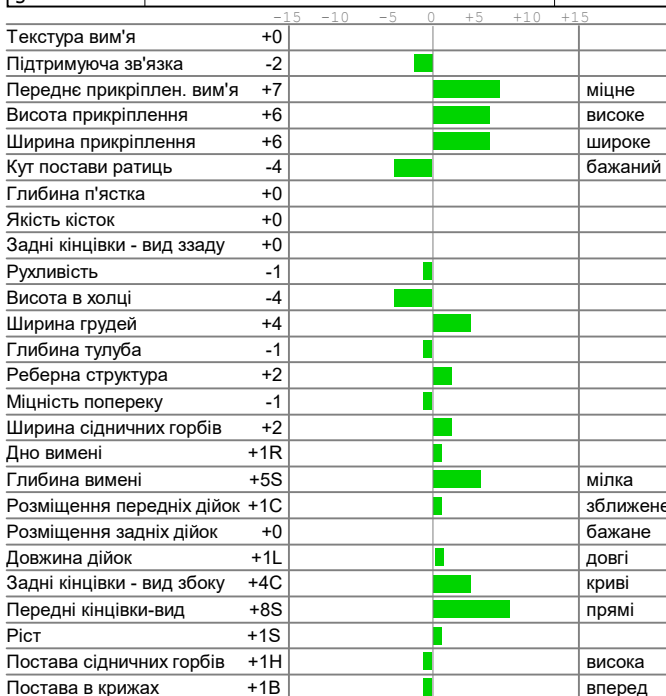 -15 -10 -5 0 +5 +10 +15
Текстура вим'я +0
Підтримуюча зв'язка -2
Переднє прикріплен. вим'я +7 міцне
Висота прикріплення +6 високе
Ширина прикріплення +6 широке
Кут постави ратиць -4 бажаний
Глибина п'ястка +0
Якість кісток +0
Задні кінцівки - вид ззаду +0
Рухливість -1
Висота в холці -4
Ширина грудей +4
Глибина тулуба -1
Реберна структура +2
Міцність попереку -1
Ширина сідничних горбів +2
Дно вимені +1R
Глибина вимені +5S мілка
Розміщення передніх дійок +1C зближене
Розміщення задніх дійок +0 бажане
Довжина дійок +1L довгі
Задні кінцівки - вид збоку +4C криві
Передні кінцівки-вид +8S прямі
Ріст +1S
Постава сідничних горбів +1H висока
Постава в крижах +1B вперед